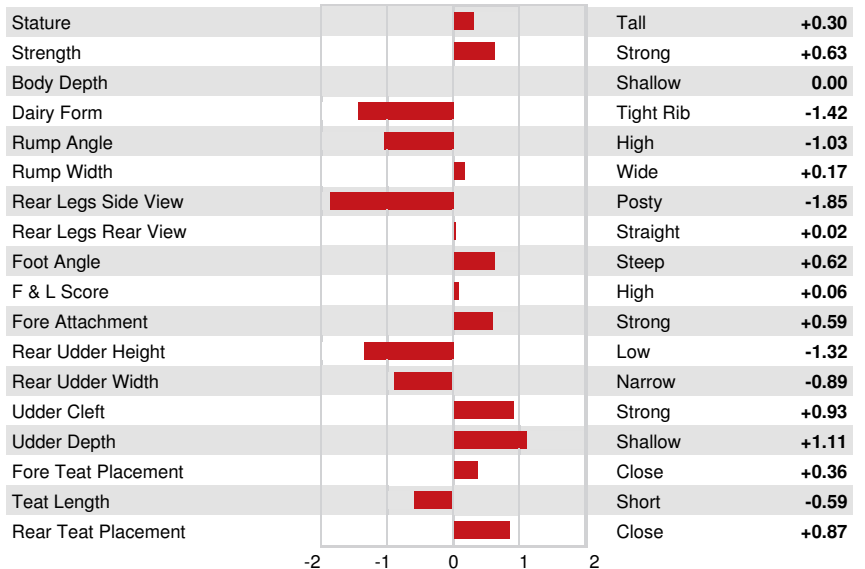 Stature Tall +0.30
Strength Strong +0.63
Body Depth Shallow 0.00
Dairy Form Tight Rib -1.42
Rump Angle High -1.03
Rump Width Wide +0.17
Rear Legs Side View Posty -1.85
Rear Legs Rear View Straight +0.02
Foot Angle Steep +0.62
F & L Score High +0.06
Fore Attachment Strong +0.59
Rear Udder Height Low -1.32
Rear Udder Width Narrow -0.89
Udder Cleft Strong +0.93
Udder Depth Shallow +1.11
Fore Teat Placement Close +0.36
Teat Length Short -0.59
Rear Teat Placement Close +0.87
-2 -1 0 1 2